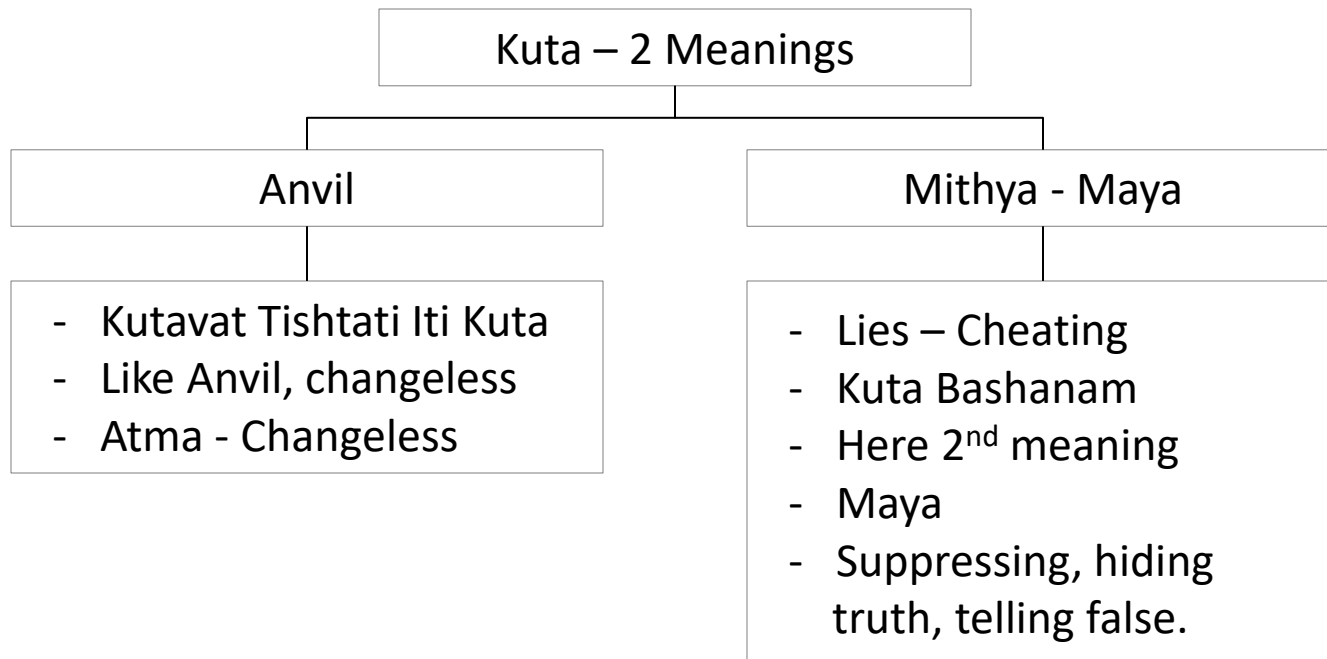 Kuta – 2 Meanings
Anvil
- Kutavat Tishtati Iti Kuta
- Like Anvil, changeless
- Atma - Changeless
Mithya - Maya
- Lies – Cheating
- Kuta Bashanam
- Here 2nd meaning
- Maya
- Suppressing, hiding
truth, telling false.